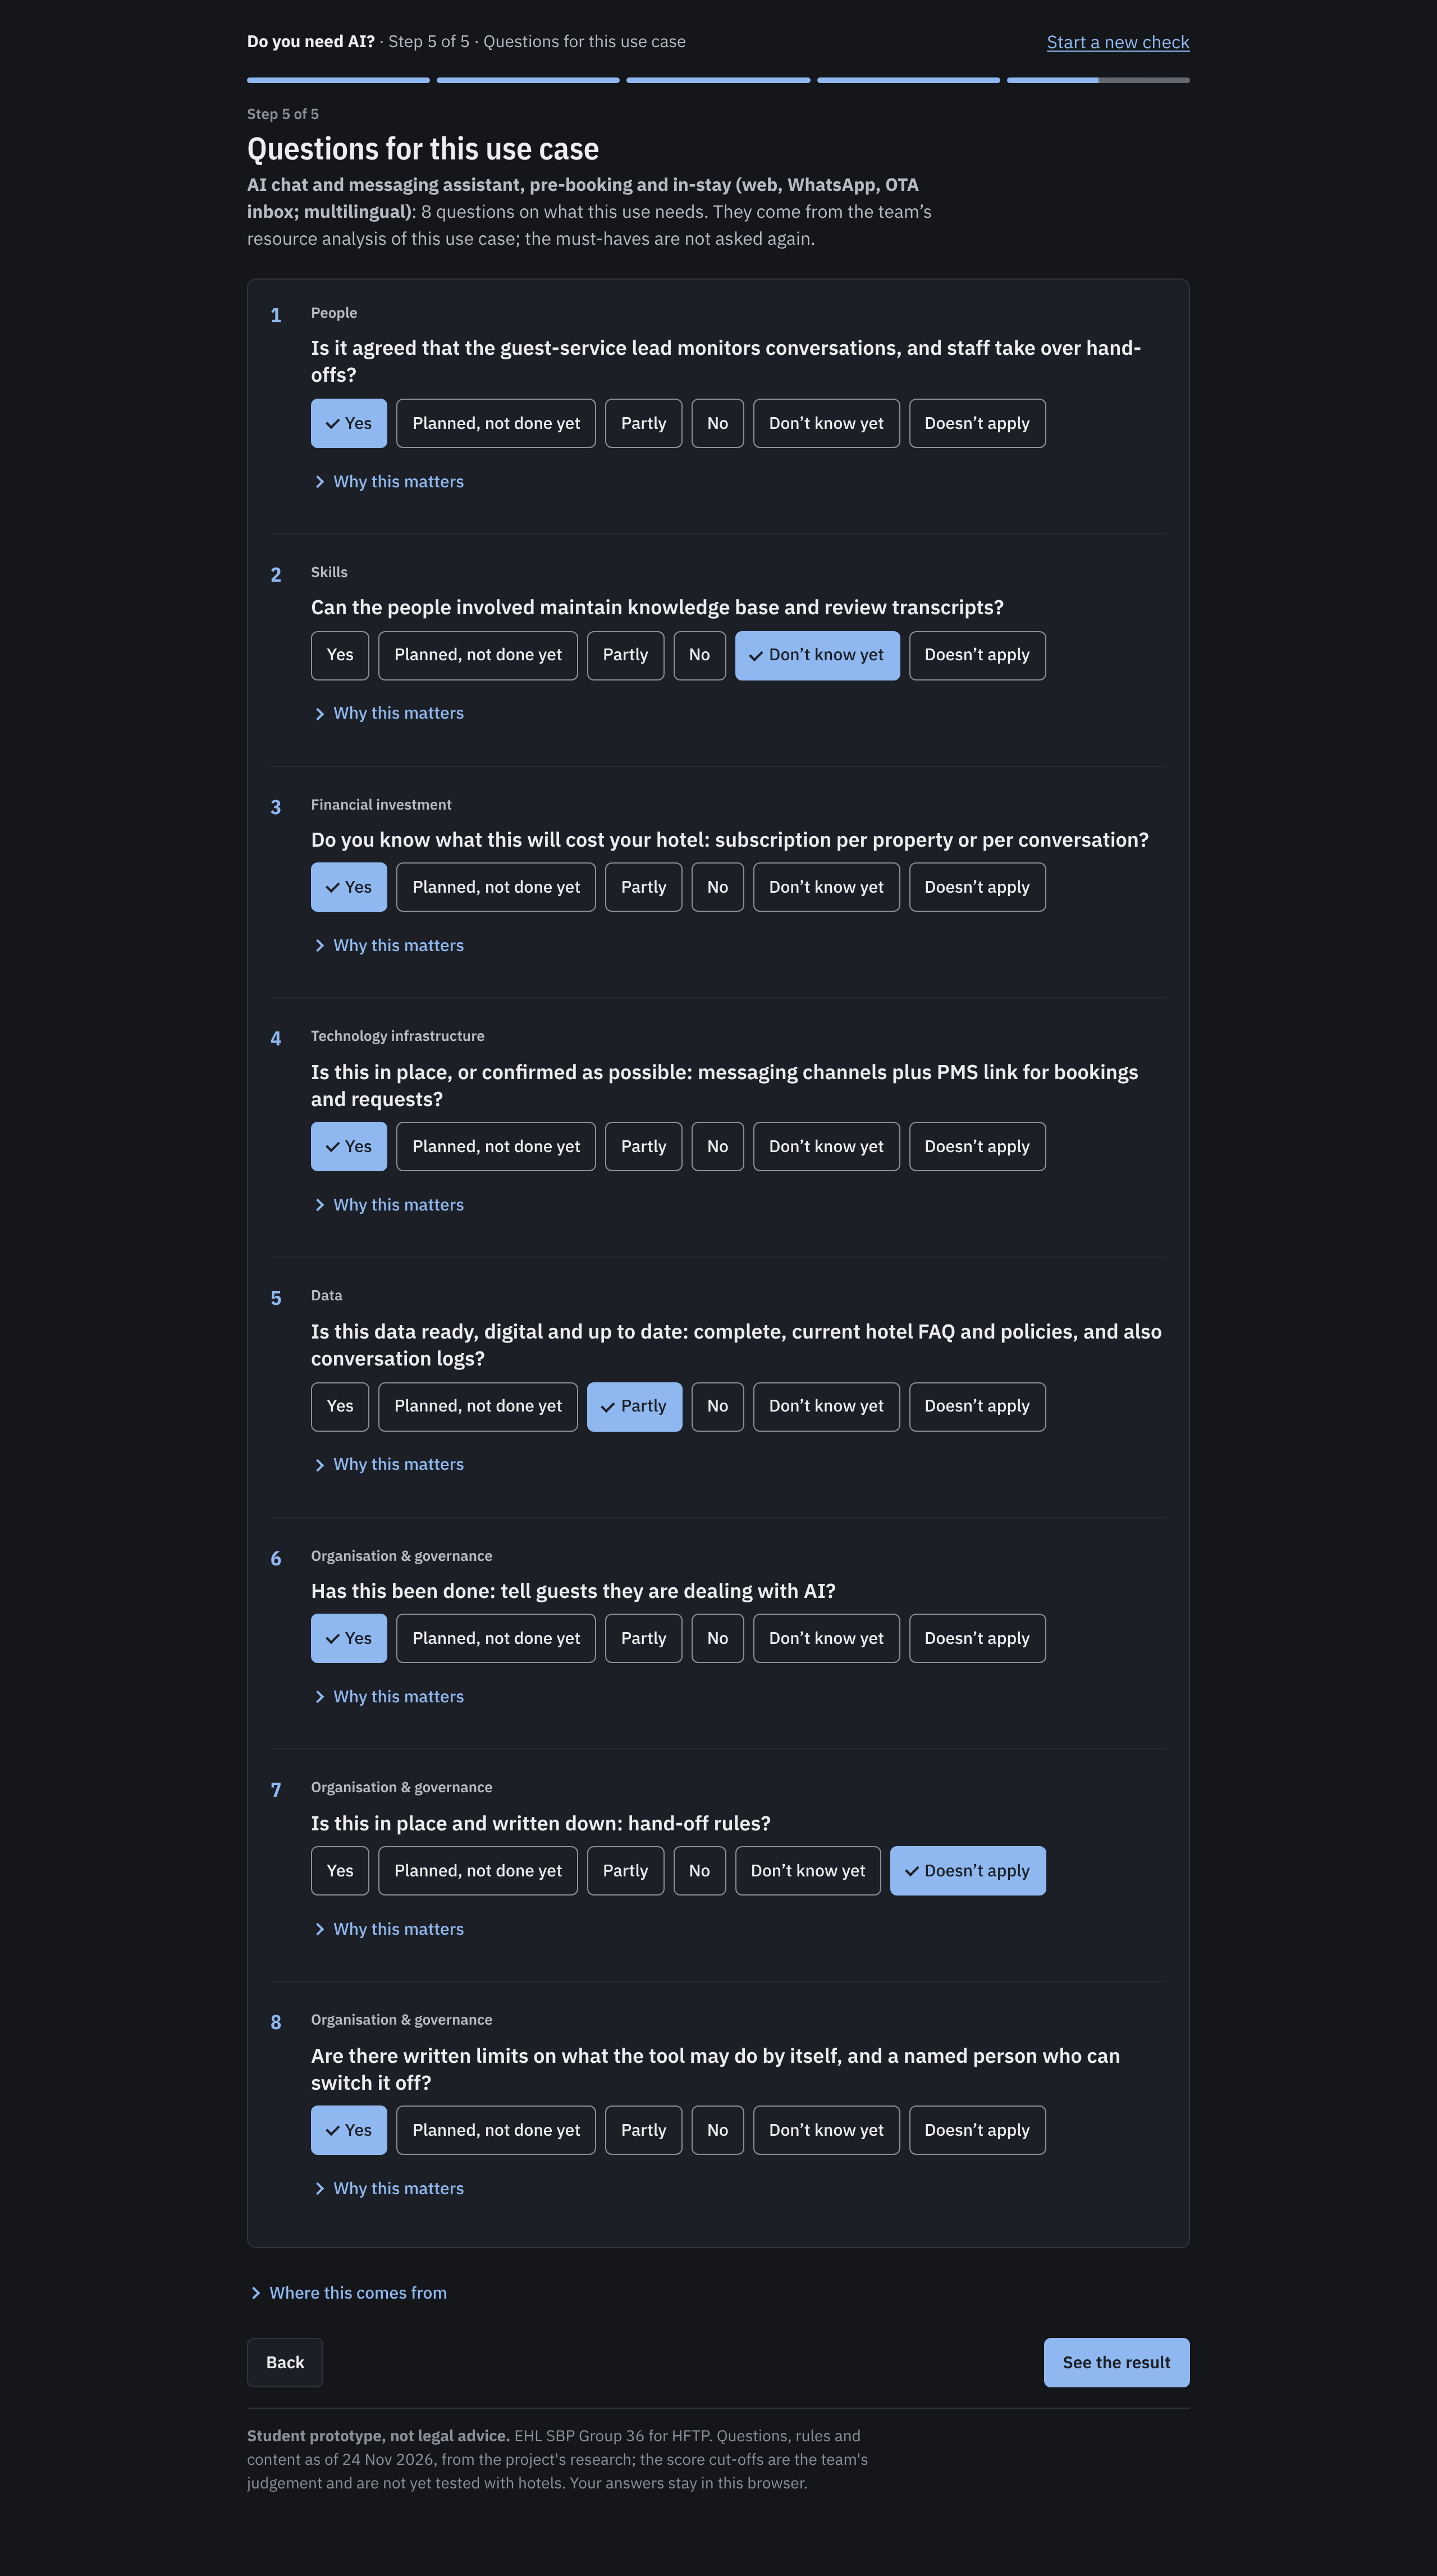 Do you need AI? · Step 5 of 5 · Questions for this use case
Start a new check
Step 5 of 5
Questions for this use case
AI chat and messaging assistant, pre-booking and in-stay (web, WhatsApp, OTA
inbox; multilingual): 8 questions on what this use needs. They come from the team’s
resource analysis of this use case; the must-haves are not asked again.
1
People
Is it agreed that the guest-service lead monitors conversations, and staff take over hand-
offs?
Yes
Planned, not done yet
Partly
No
Don’t know yet
Doesn’t apply
Why this matters
2
Skills
Can the people involved maintain knowledge base and review transcripts?
Yes
Planned, not done yet
Partly
No
Don’t know yet
Doesn’t apply
Why this matters
3
Financial investment
Do you know what this will cost your hotel: subscription per property or per conversation?
Yes
Planned, not done yet
Partly
No
Don’t know yet
Doesn’t apply
Why this matters
4
Technology infrastructure
Is this in place, or confirmed as possible: messaging channels plus PMS link for bookings
and requests?
Yes
Planned, not done yet
Partly
No
Don’t know yet
Doesn’t apply
Why this matters
5
Data
Is this data ready, digital and up to date: complete, current hotel FAQ and policies, and also
conversation logs?
Yes
Planned, not done yet
Partly
No
Don’t know yet
Doesn’t apply
Why this matters
6
Organisation & governance
Has this been done: tell guests they are dealing with AI?
Yes
Planned, not done yet
Partly
No
Don’t know yet
Doesn’t apply
Why this matters
7
Organisation & governance
Is this in place and written down: hand-off rules?
Yes
Planned, not done yet
Partly
No
Don’t know yet
Doesn’t apply
Why this matters
8
Organisation & governance
Are there written limits on what the tool may do by itself, and a named person who can
switch it off?
Yes
Planned, not done yet
Partly
No
Don’t know yet
Doesn’t apply
Why this matters
Where this comes from
Back
See the result
Student prototype, not legal advice. EHL SBP Group 36 for HFTP. Questions, rules and
content as of 24 Nov 2026, from the project's research; the score cut-offs are the team's
judgement and are not yet tested with hotels. Your answers stay in this browser.